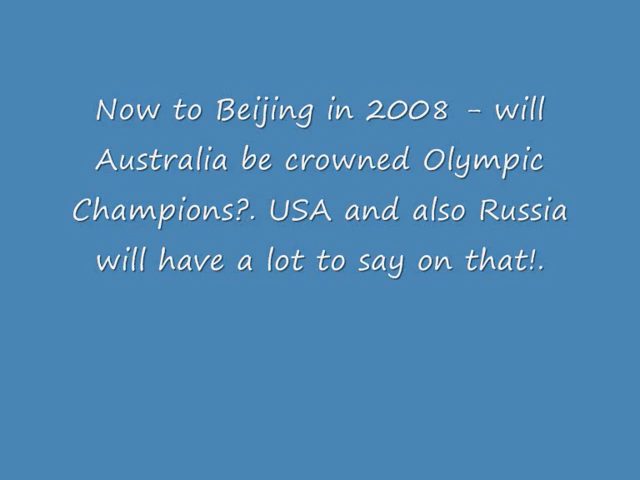 Now to Beijing in 2008 - will
Australia be crowned Olympic
Champions?. USA and also Russia
will have a lot to say on that!.